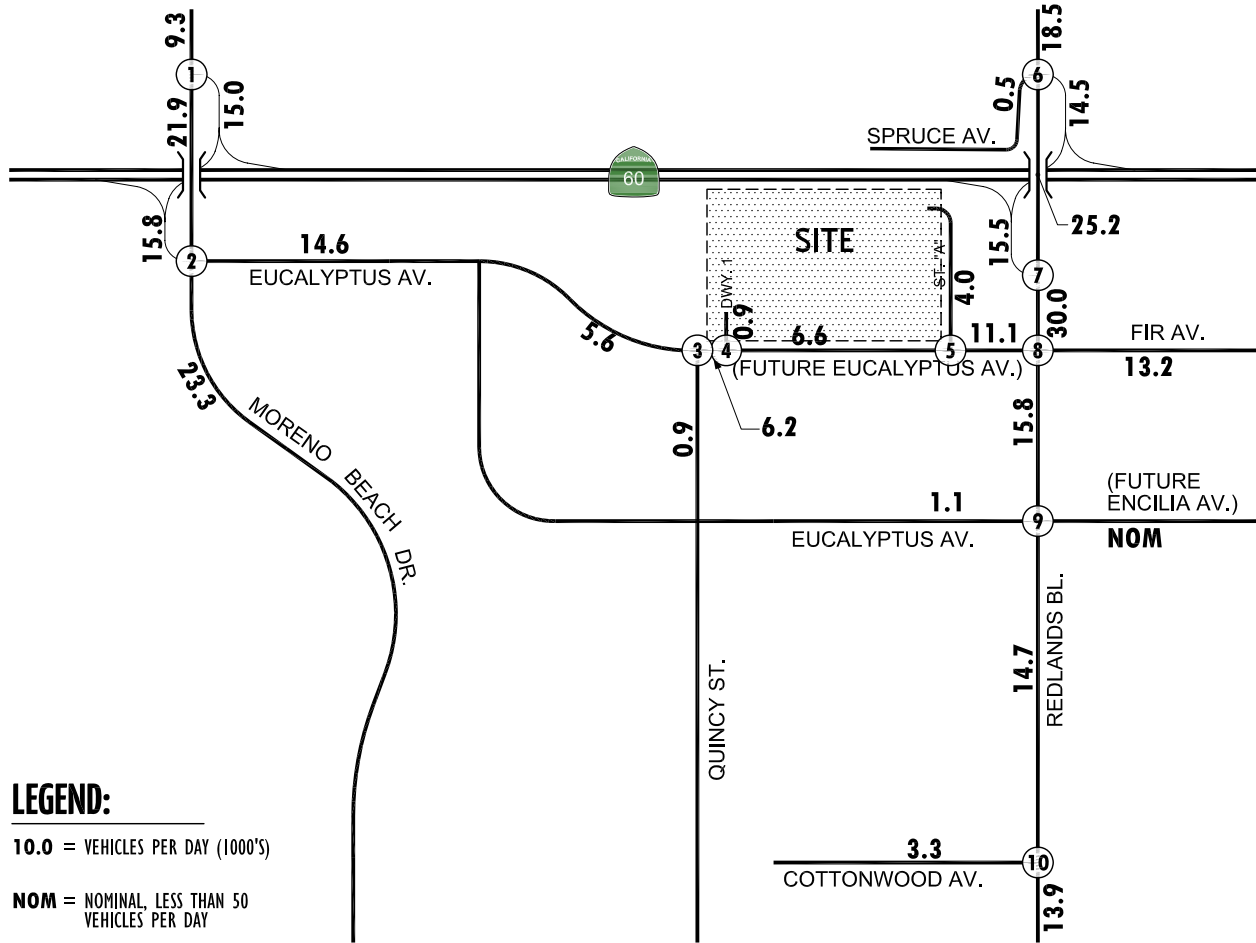 9.3
18.5
1
6
15.0
21.9
0.5
14.5
SPRUCE AV.
CALIFORNIA
60
15.8
25.2
15.5
SITE
2
14.6
EUCALYPTUS AV.
DWY. 1
ST. "A"
4.0
7
0.9
30.0
5.6
3
4
6.6
5
11.1
8
FIR AV.
(FUTURE EUCALYPTUS AV.)
13.2
23.3
6.2
0.9
15.8
MORENO BEACH DR.
(FUTURE
ENCILIA AV.)
1.1
9
EUCALYPTUS AV.
NOM
14.7
REDLANDS BL.
QUINCY ST.
LEGEND:
10.0 = VEHICLES PER DAY (1000'S)
NOM = NOMINAL, LESS THAN 50
VEHICLES PER DAY
3.3
10
COTTONWOOD AV.
13.9